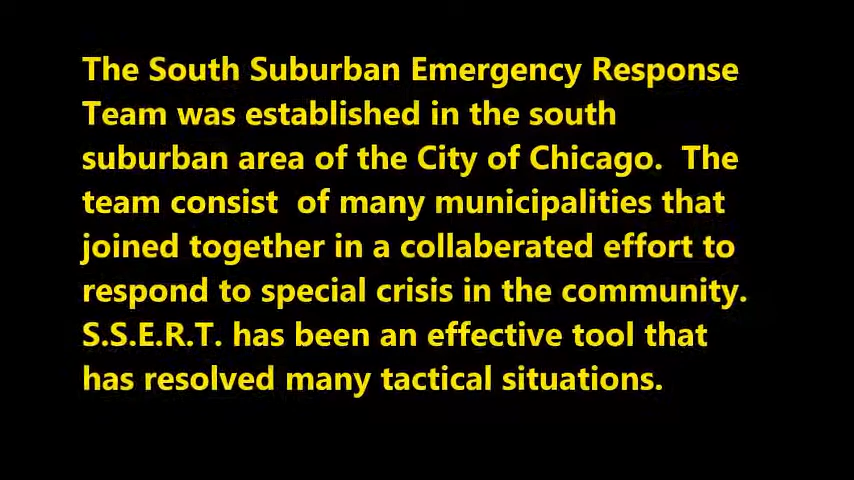 The South Suburban Emergency Response
Team was established in the south
suburban area of the City of Chicago.  The
team consist  of many municipalities that
joined together in a collaberated effort to
respond to special crisis in the community.
S.S.E.R.T. has been an effective tool that
has resolved many tactical situations.